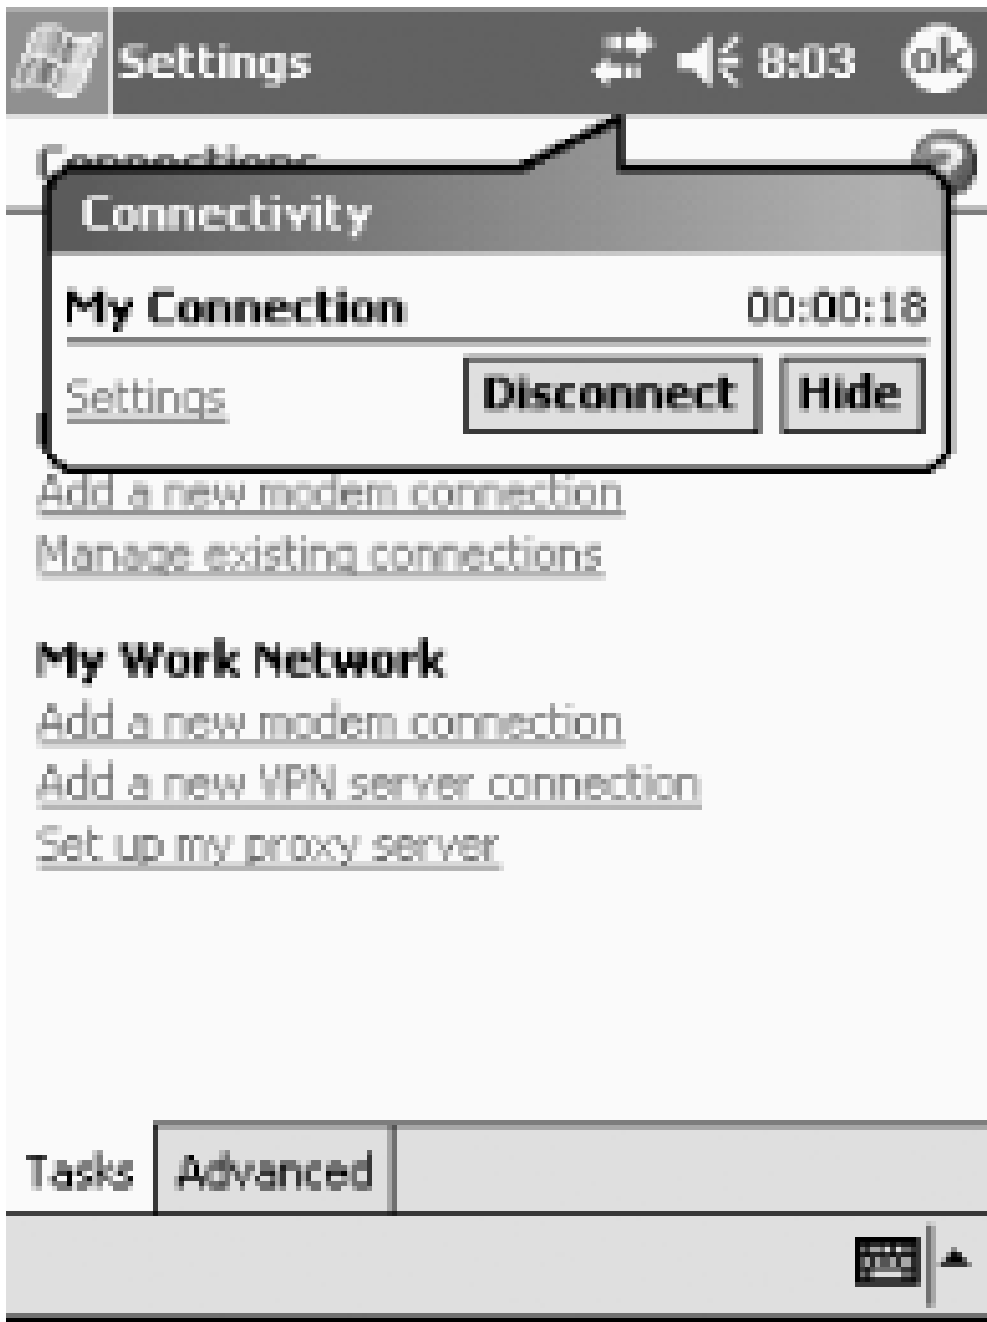 Settings 8:03 ok
Connections
Connectivity
My Connection 00:00:18
Settings Disconnect Hide
Add a new modem connection
Manage existing connections
My Work Network
Add a new modem connection
Add a new VPN server connection
Set up my proxy server
Tasks Advanced